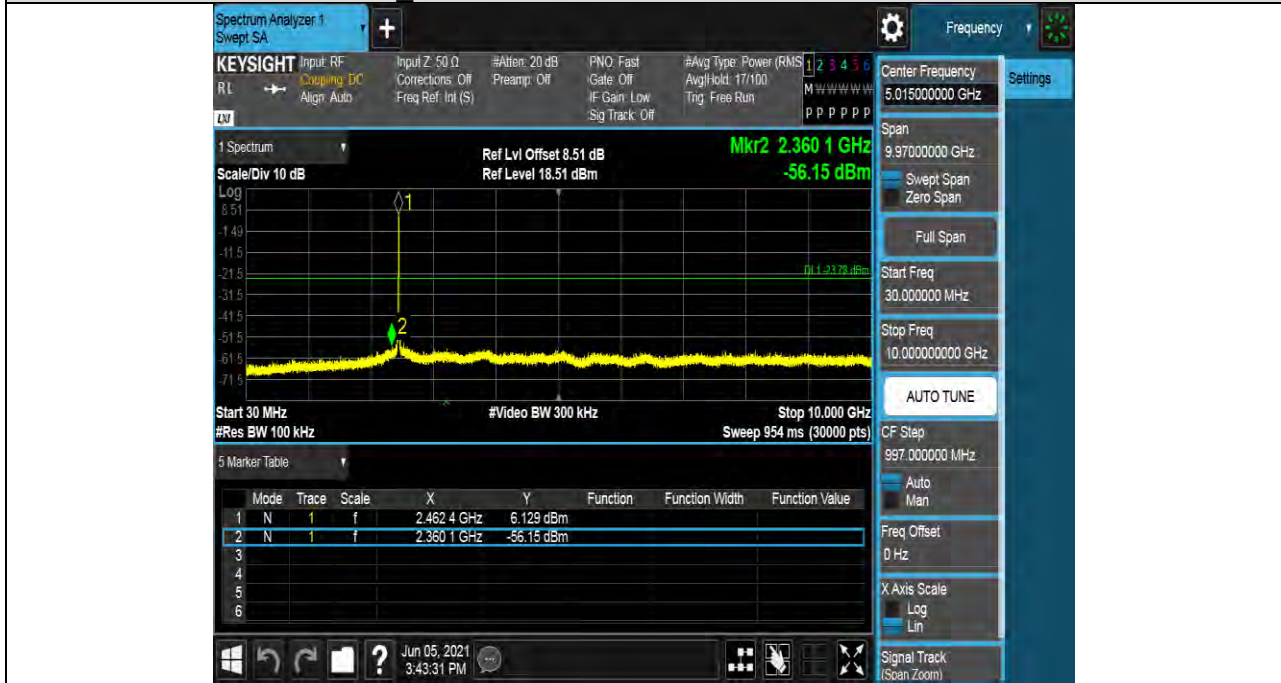 Spectrum Analyzer 1
Swept SA
+
Frequency
KEYSIGHT
RL
LXI
Input: RF
Coupling: DC
Align: Auto
Input Z: 50 Ω
Corrections: Off
Freq Ref: Int (S)
#Atten: 20 dB
Preamp: Off
PNO: Fast
Gate: Off
IF Gain: Low
Sig Track: Off
#Avg Type: Power (RMS
Avg|Hold: 17/100
Trig: Free Run
1 2 3 4 5 6
M W W W W W
P P P P P P
1 Spectrum
Scale/Div 10 dB
Ref Lvl Offset 8.51 dB
Ref Level 18.51 dBm
Mkr2 2.360 1 GHz
-56.15 dBm
Log
8.51
-1.49
-11.5
-21.5
-31.5
-41.5
-51.5
-61.5
-71.5
1
2
DL1 -23.78 dBm
Start 30 MHz
#Res BW 100 kHz
#Video BW 300 kHz
Stop 10.000 GHz
Sweep 954 ms (30000 pts)
5 Marker Table
Mode Trace Scale X Y Function Function Width Function Value
1 N 1 f 2.462 4 GHz 6.129 dBm
2 N 1 f 2.360 1 GHz -56.15 dBm
3
4
5
6
?
Jun 05, 2021
3:43:31 PM
Center Frequency
5.015000000 GHz
Settings
Span
9.97000000 GHz
Swept Span
Zero Span
Full Span
Start Freq
30.000000 MHz
Stop Freq
10.000000000 GHz
AUTO TUNE
CF Step
997.000000 MHz
Auto
Man
Freq Offset
0 Hz
X Axis Scale
Log
Lin
Signal Track
(Span Zoom)